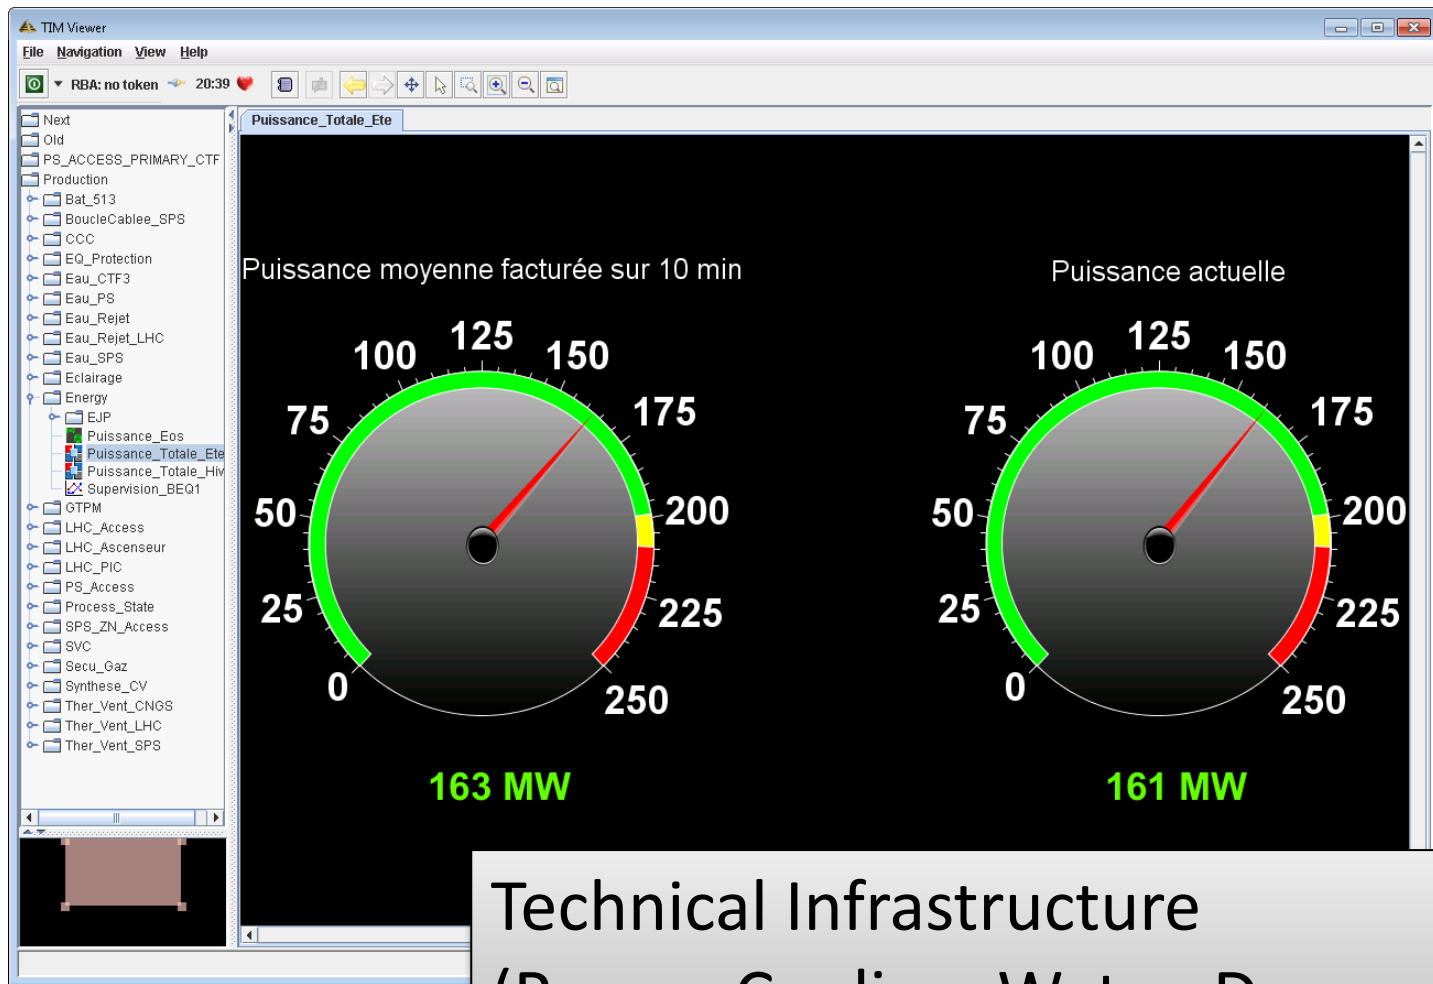 TIM Viewer
File Navigation View Help
RBA: no token 20:39
Next
Old
PS_ACCESS_PRIMARY_CTF
Production
Bat_513
BoucleCablee_SPS
CCC
EQ_Protection
Eau_CTF3
Eau_PS
Eau_Rejet
Eau_Rejet_LHC
Eau_SPS
Eclairage
Energy
EJP
Puissance_Eos
Puissance_Totale_Ete
Puissance_Totale_Hiv
Supervision_BEQ1
GTPM
LHC_Access
LHC_Ascenseur
LHC_PIC
PS_Access
Process_State
SPS_ZN_Access
SVC
Secu_Gaz
Synthese_CV
Ther_Vent_CNGS
Ther_Vent_LHC
Ther_Vent_SPS
Puissance_Totale_Ete
Puissance moyenne facturée sur 10 min
0
25
50
75
100
125
150
175
200
225
250
163 MW
Puissance actuelle
0
25
50
75
100
125
150
175
200
225
250
161 MW
Technical Infrastructure